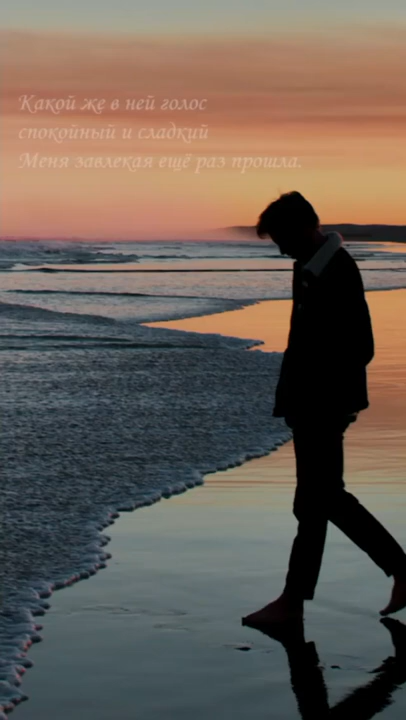 Какой же в ней голос
спокойный и сладкий
Меня завлекая ещё раз прошла.